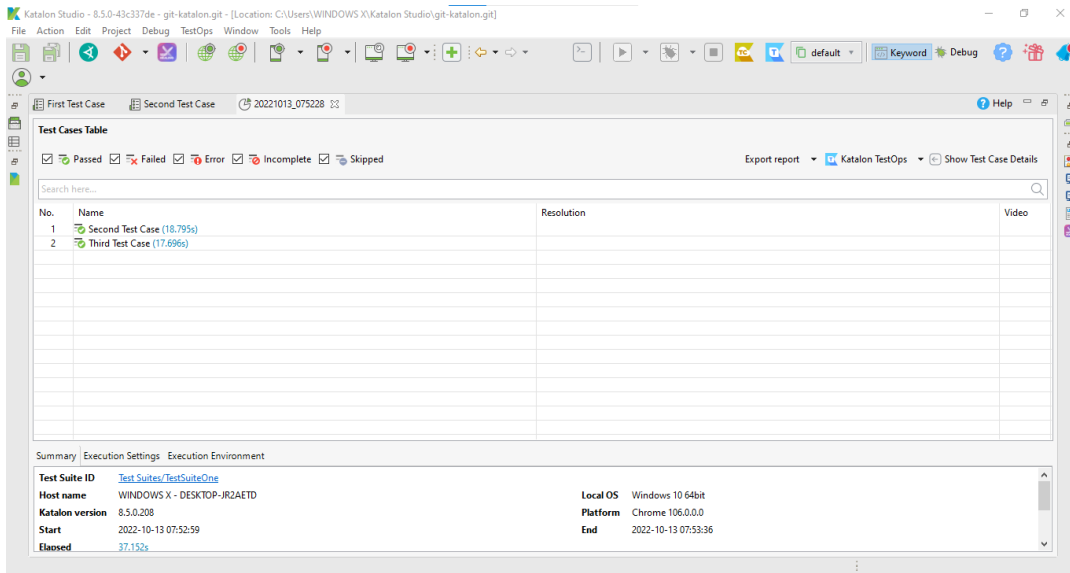 Katalon Studio - 8.5.0-43c337de - git-katalon.git - [Location: C:\Users\WINDOWS X\Katalon Studio\git-katalon.git]
File Action Edit Project Debug TestOps Window Tools Help
default Keyword Debug
First Test Case Second Test Case 20221013_075228 Help
Test Cases Table
Passed Failed Error Incomplete Skipped Export report Katalon TestOps Show Test Case Details
Search here...
No. Name Resolution Video
1 Second Test Case (18.795s)
2 Third Test Case (17.696s)
Summary Execution Settings Execution Environment
Test Suite ID Test Suites/TestSuiteOne
Host name WINDOWS X - DESKTOP-JR2AETD Local OS Windows 10 64bit
Katalon version 8.5.0.208 Platform Chrome 106.0.0.0
Start 2022-10-13 07:52:59 End 2022-10-13 07:53:36
Elapsed 37.152s